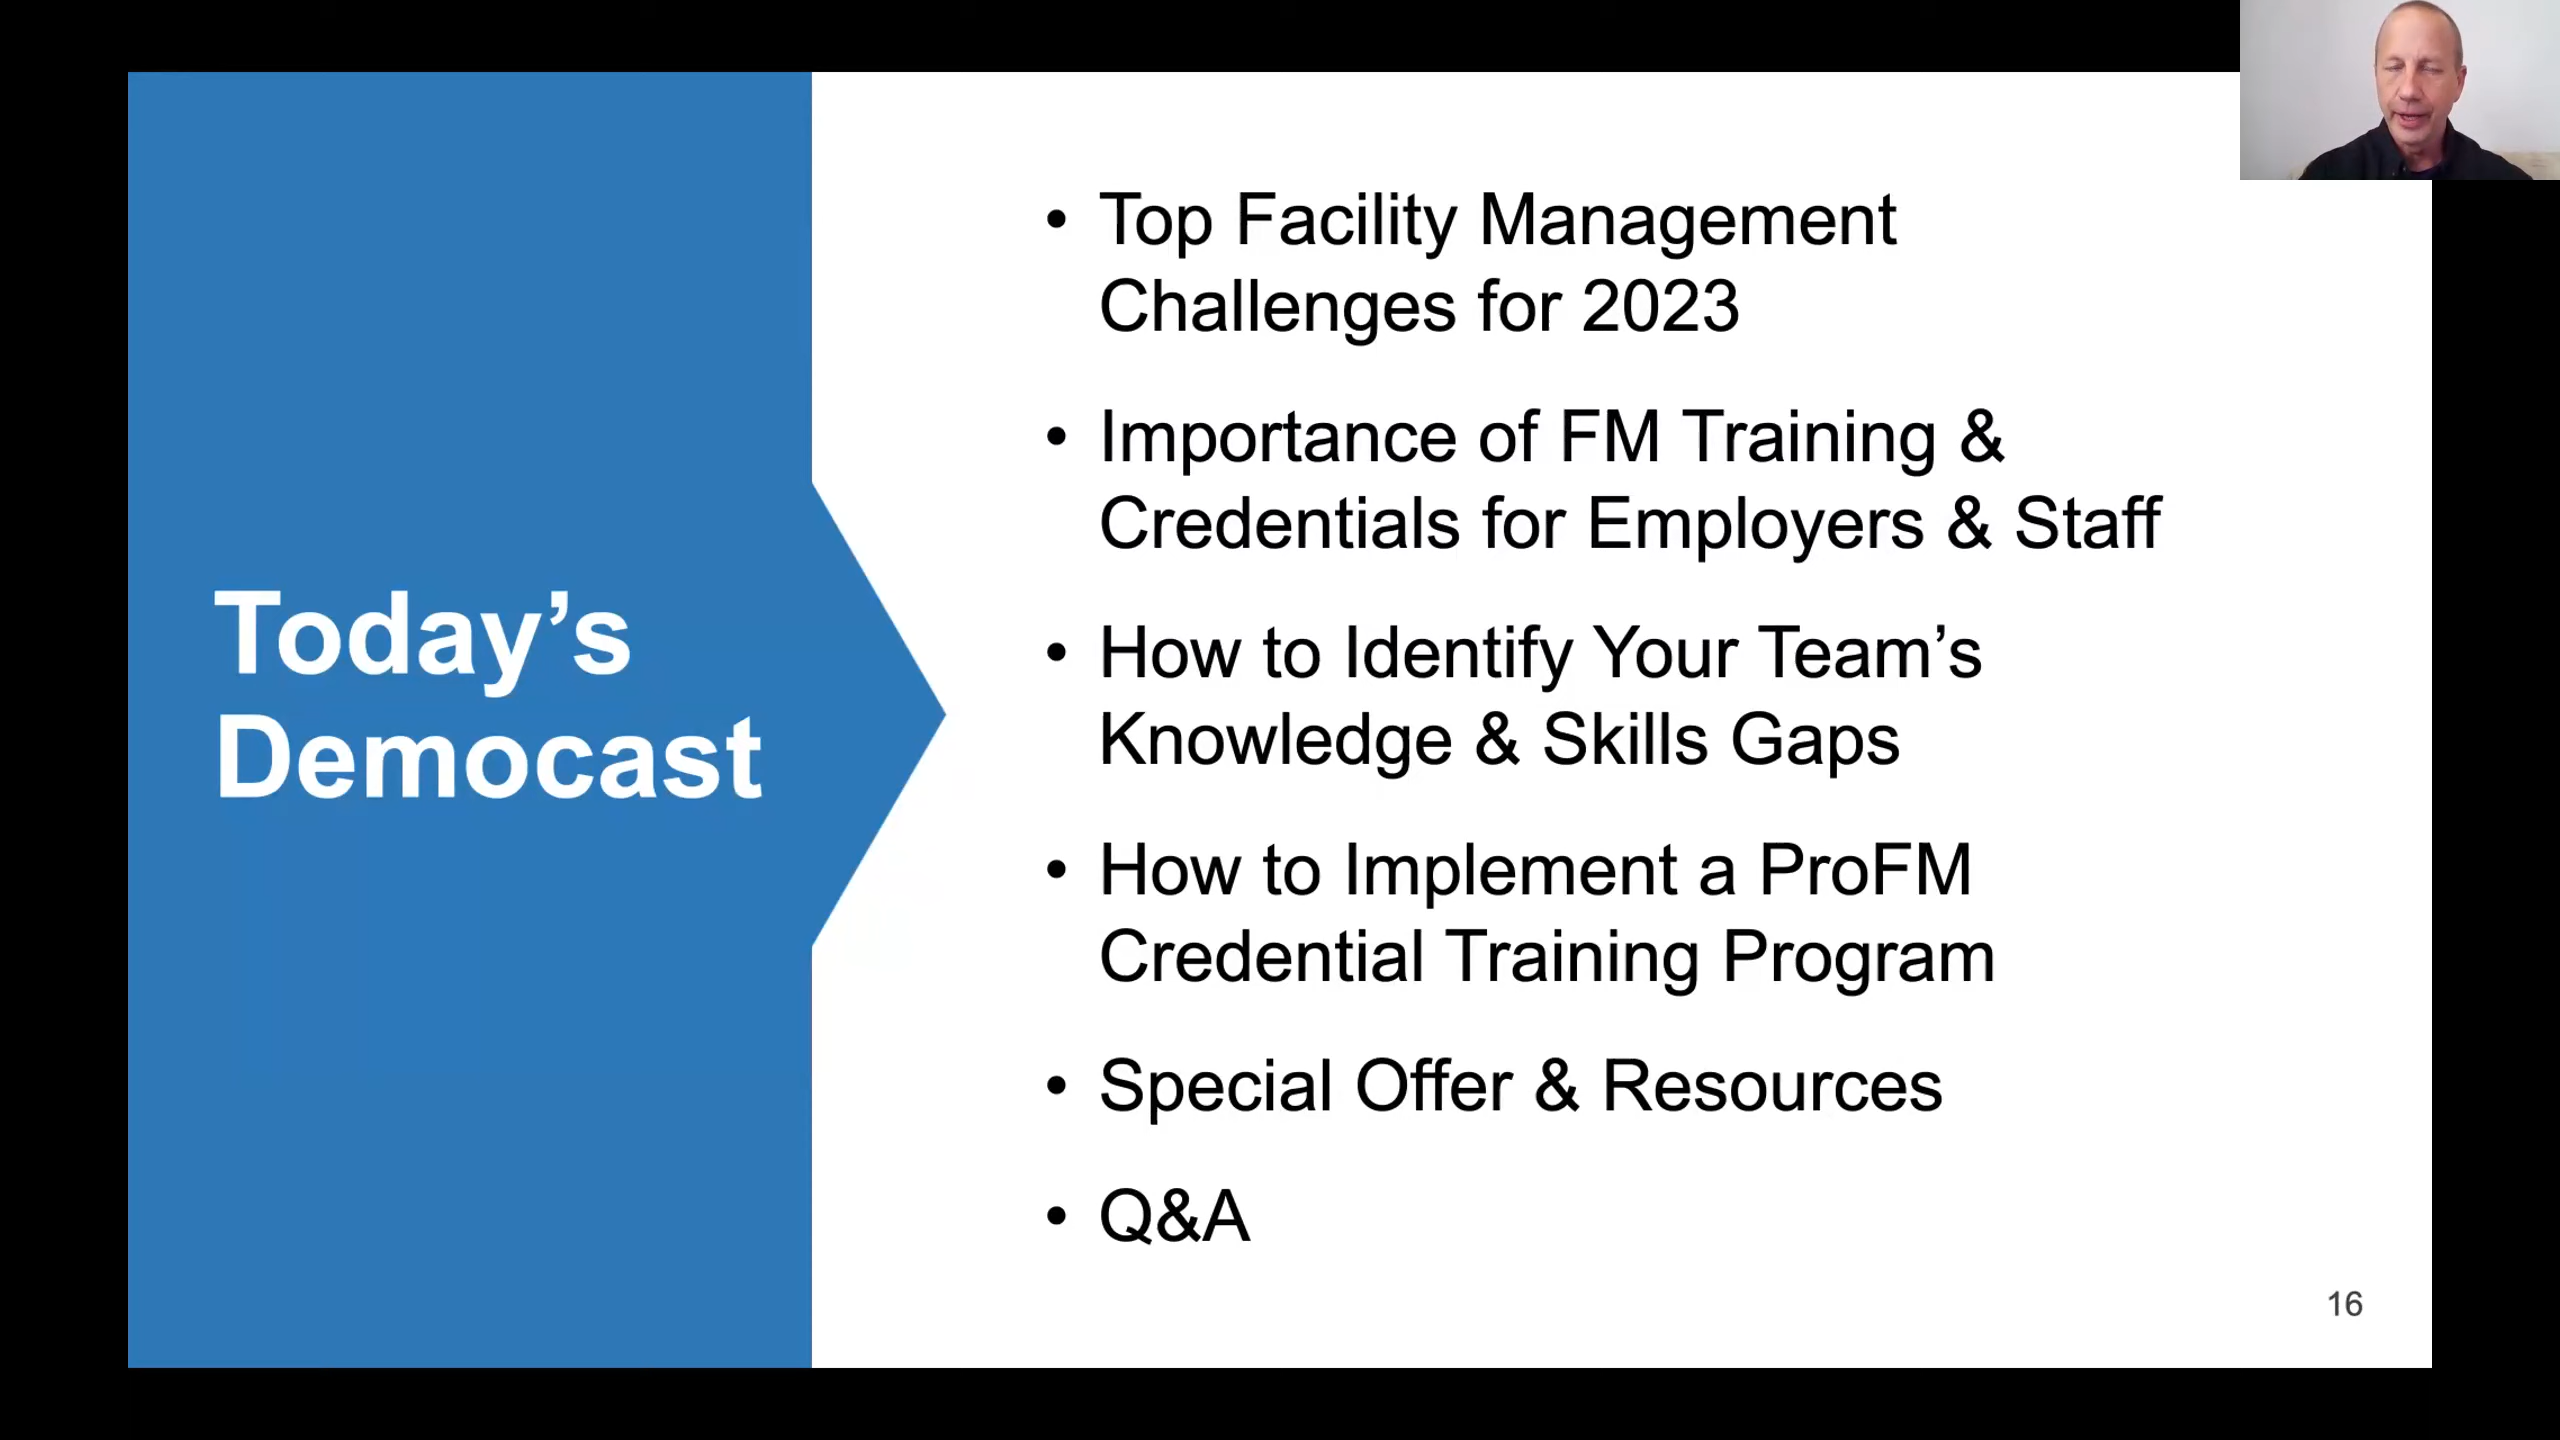 Today’s
Democast
• Top Facility Management
Challenges for 2023
• Importance of FM Training &
Credentials for Employers & Staff
• How to Identify Your Team’s
Knowledge & Skills Gaps
• How to Implement a ProFM
Credential Training Program
• Special Offer & Resources
• Q&A
16